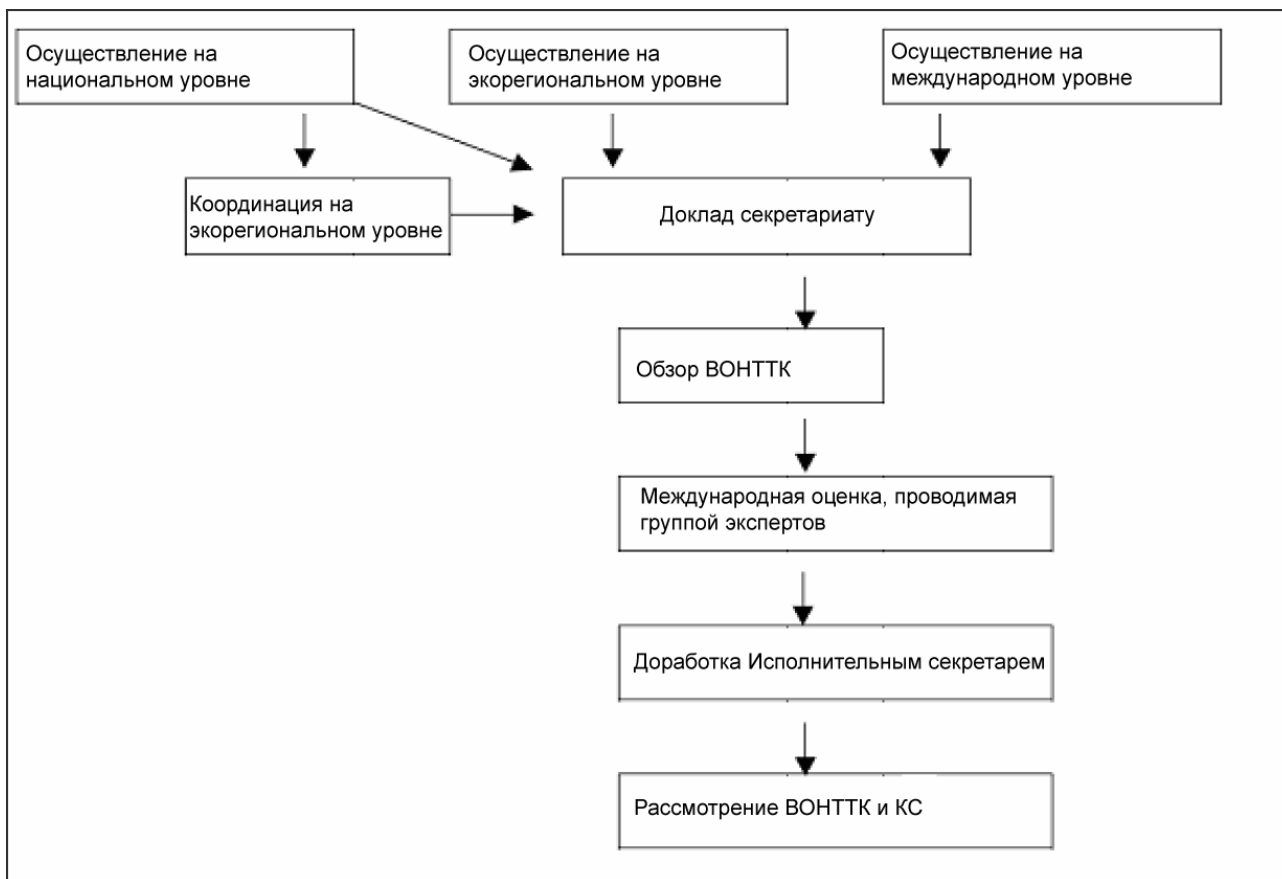 Осуществление на
национальном уровне
Осуществление на
экорегиональном уровне
Осуществление на
международном уровне
Координация на
экорегиональном уровне
Доклад секретариату
Обзор ВОНТТК
Международная оценка, проводимая
группой экспертов
Доработка Исполнительным секретарем
Рассмотрение ВОНТТК и КС